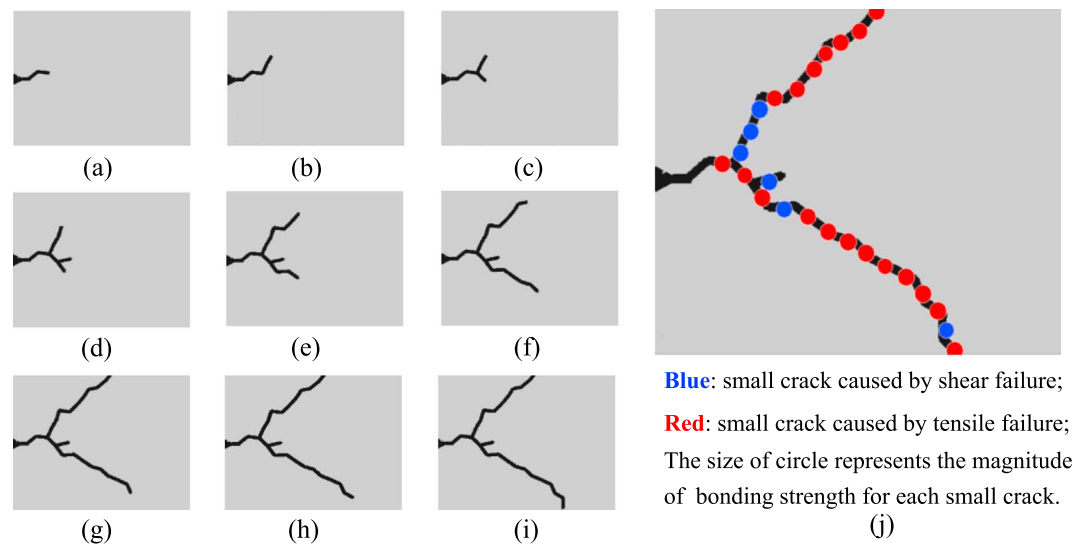 (a)
(b)
(c)
(d)
(e)
(f)
(g)
(h)
(i)
Blue: small crack caused by shear failure;
Red: small crack caused by tensile failure;
The size of circle represents the magnitude
of bonding strength for each small crack.
(j)